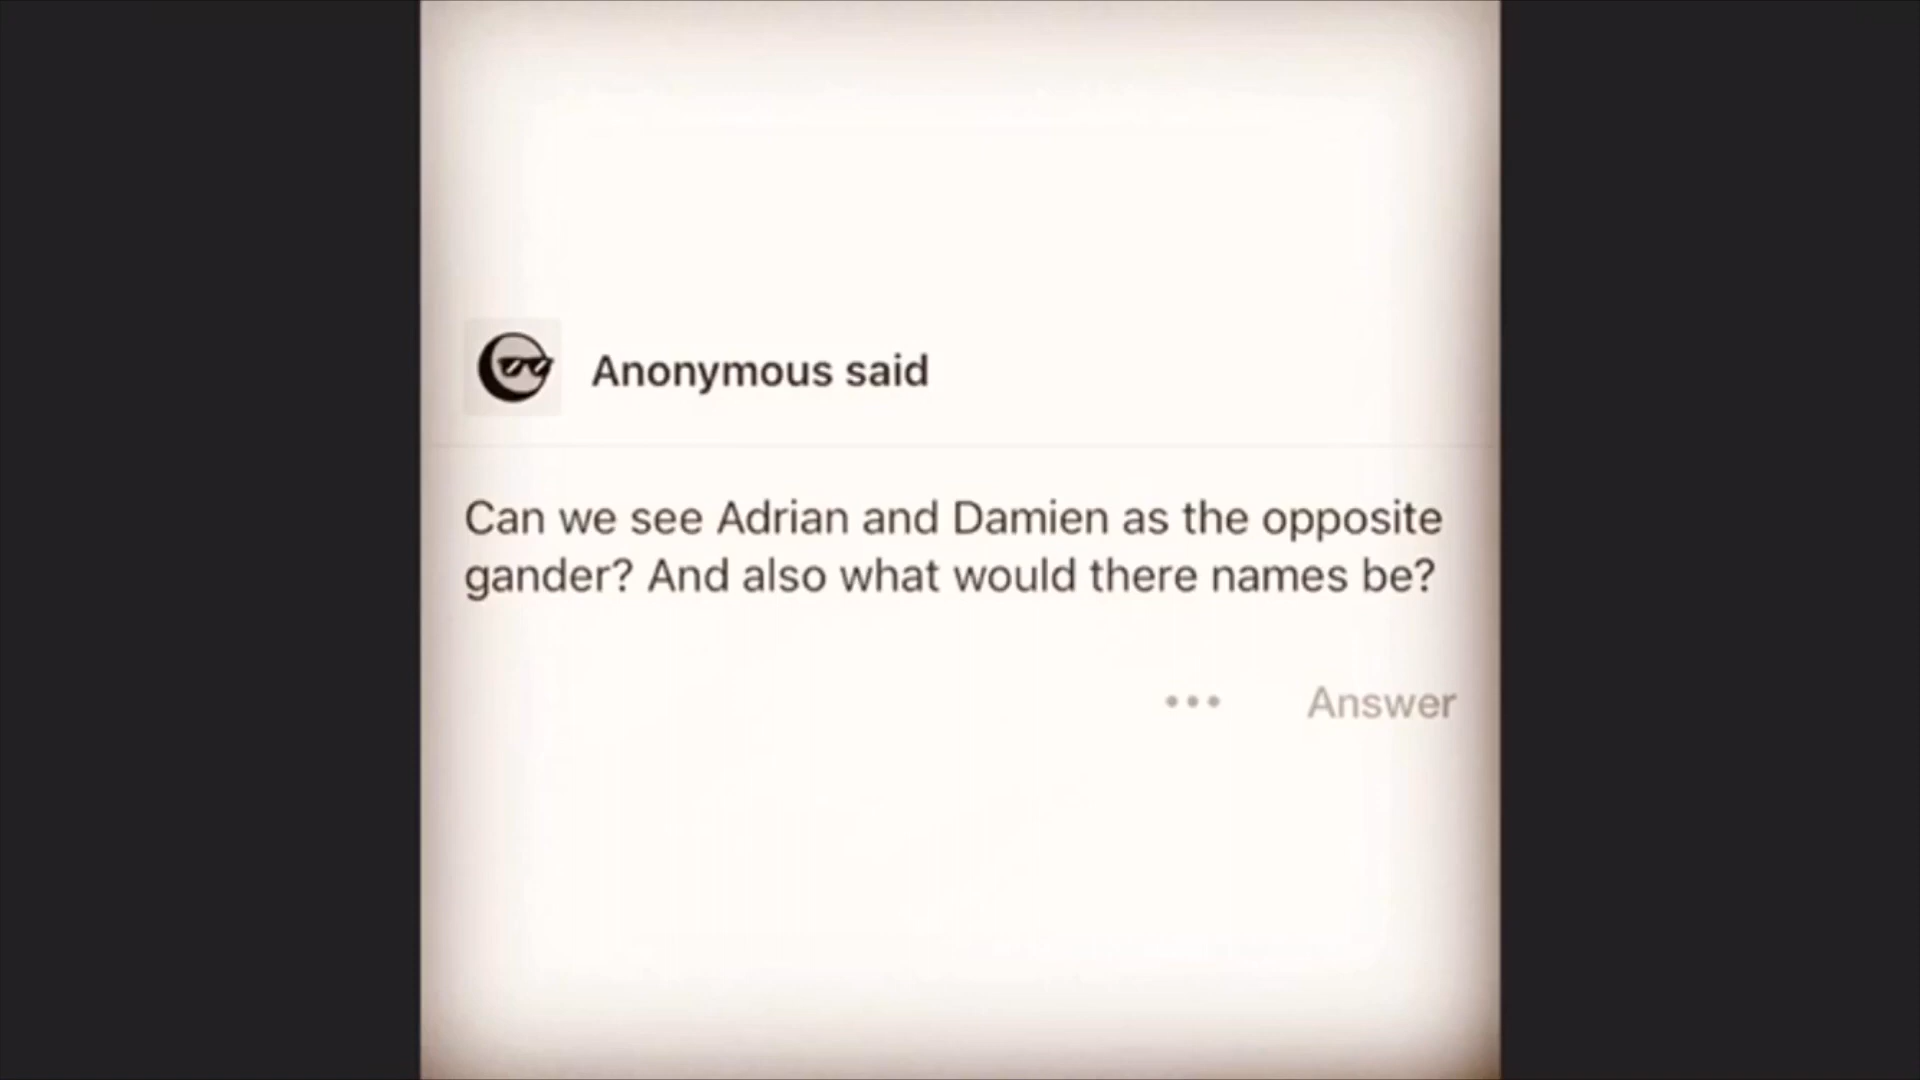 Anonymous said
Can we see Adrian and Damien as the opposite
gander? And also what would there names be?
Answer